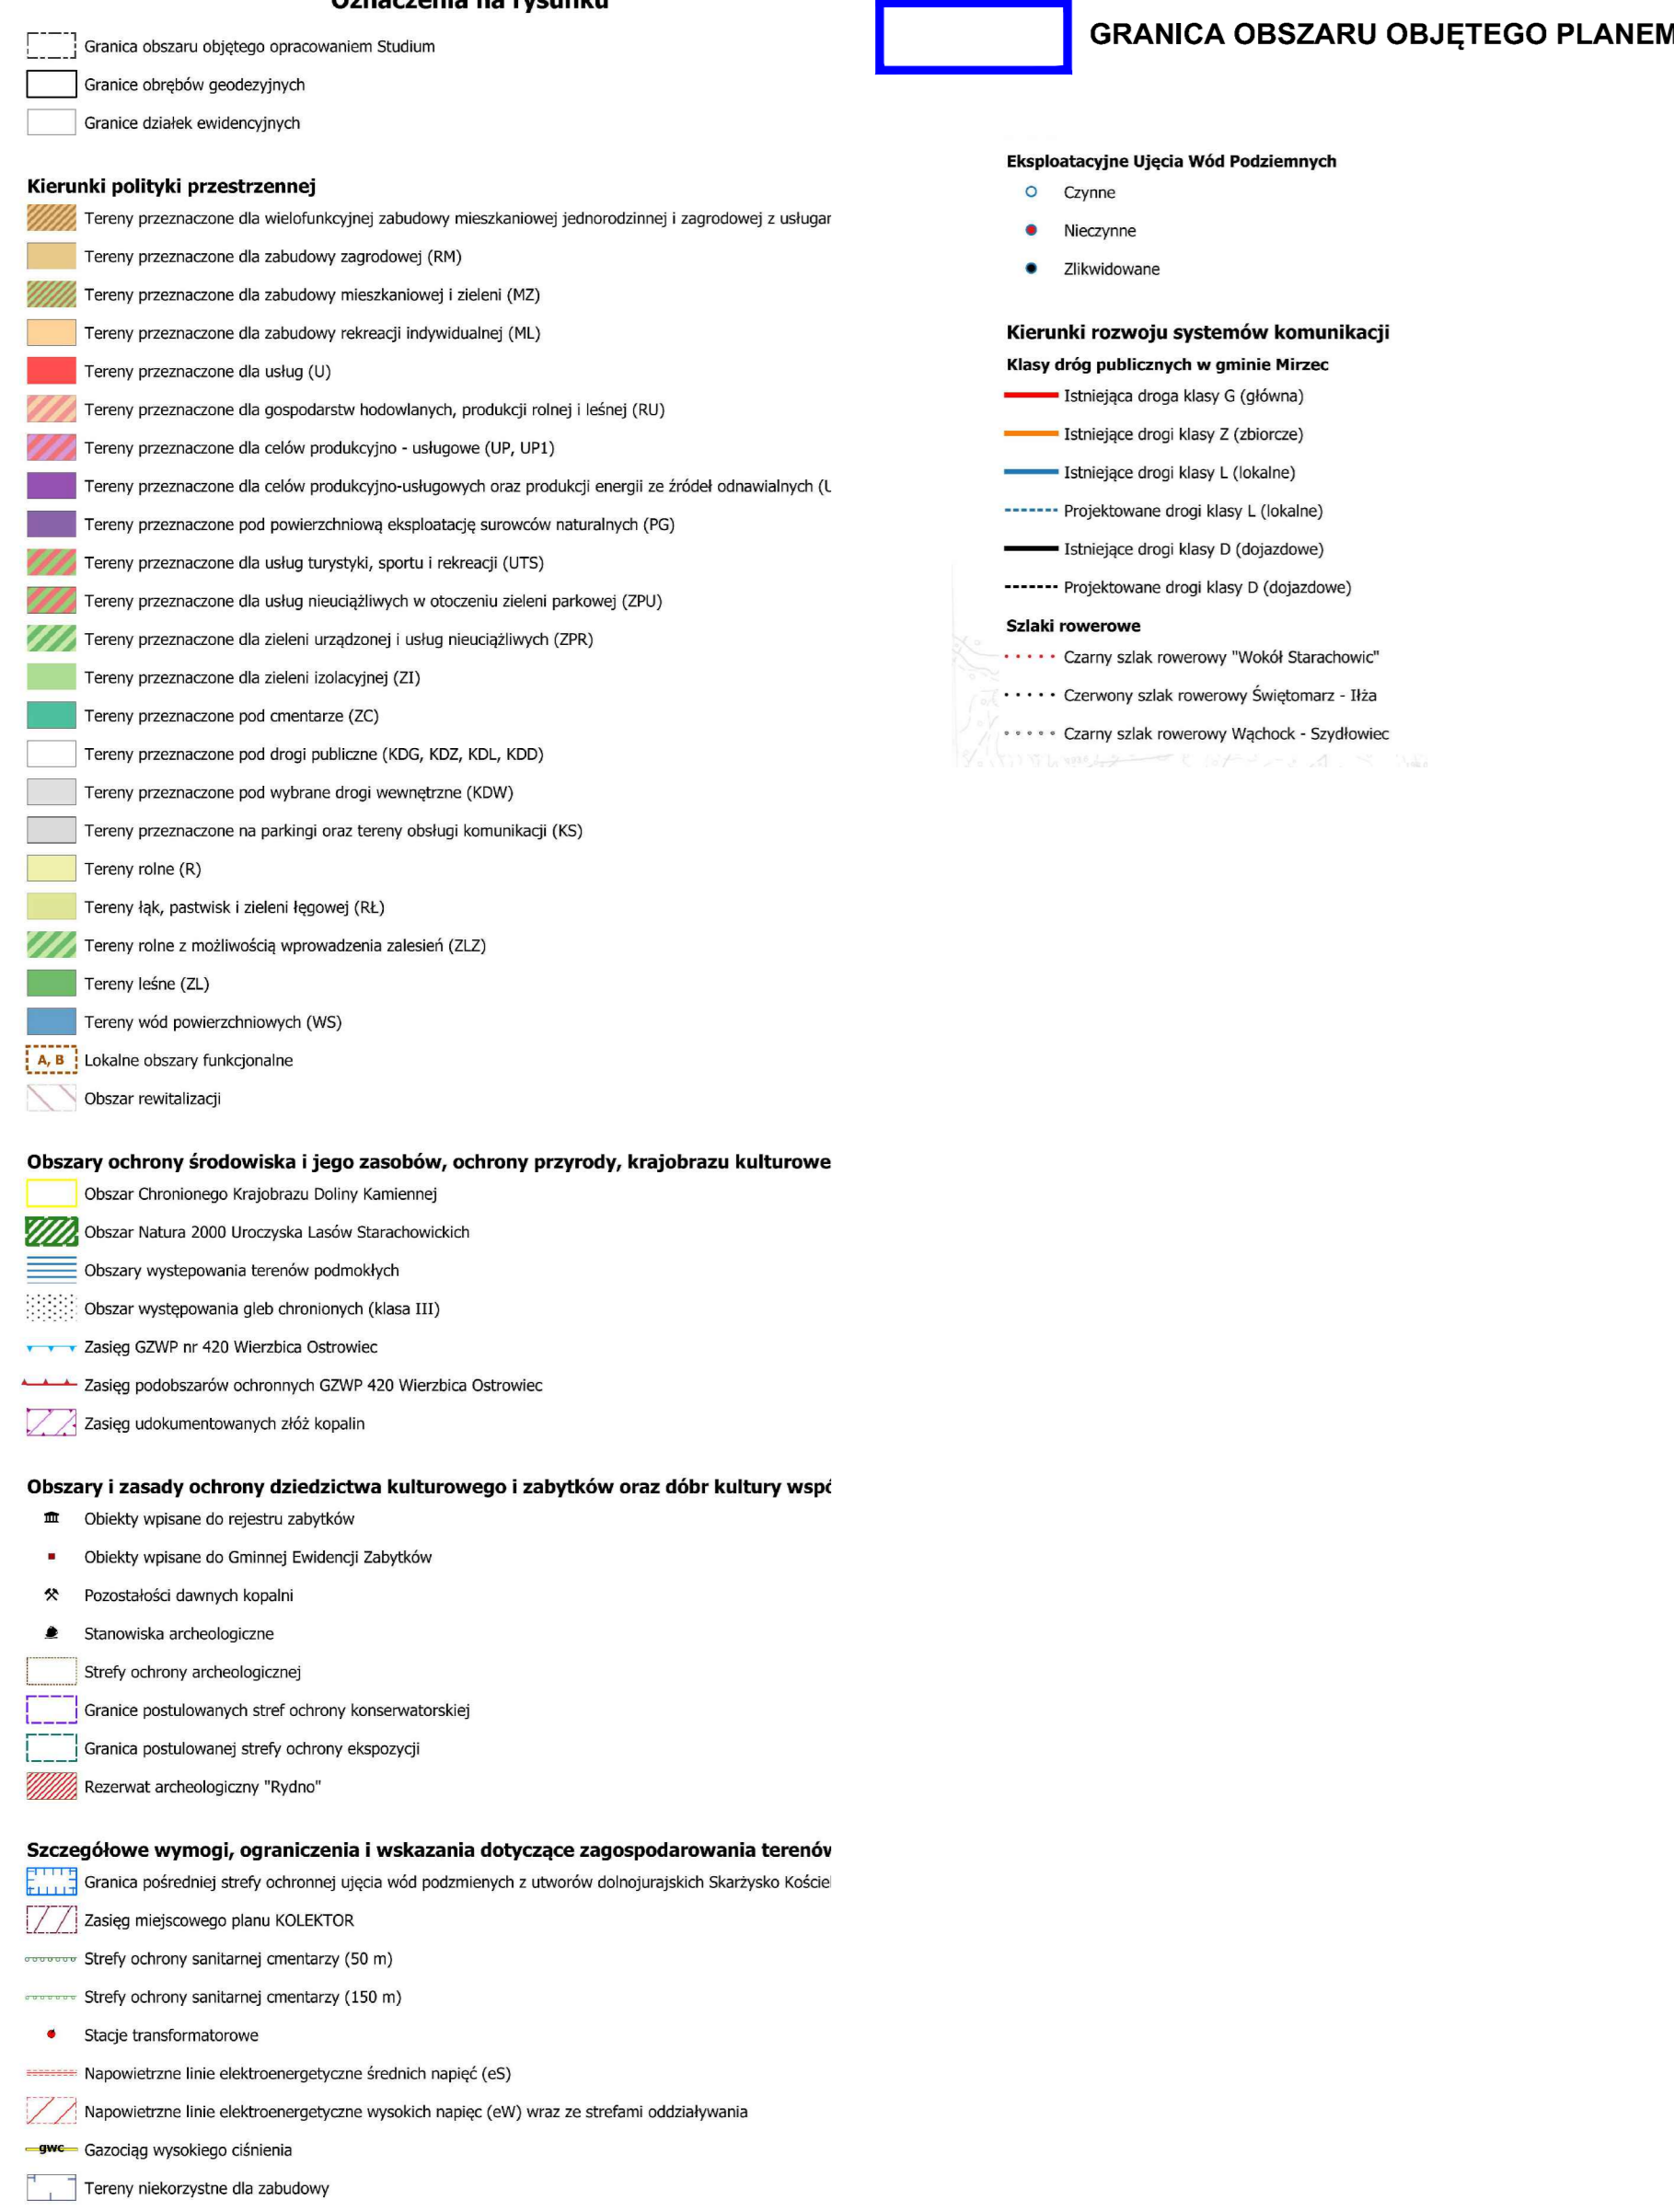 Oznaczenia na rysunku
Granica obszaru objętego opracowaniem Studium
Granice obrębów geodezyjnych
Granice działek ewidencyjnych
Kierunki polityki przestrzennej
Tereny przeznaczone dla wielofunkcyjnej zabudowy mieszkaniowej jednorodzinnej i zagrodowej z
Tereny przeznaczone dla zabudowy zagrodowej (RM)
Tereny przeznaczone dla zabudowy mieszkaniowej i zieleni (MZ)
Tereny przeznaczone dla zabudowy rekreacji indywidualnej (ML)
Tereny przeznaczone dla usług (U)
Tereny przeznaczone dla gospodarstw hodowlanych, produkcji rolnej i leśnej (RU)
Tereny przeznaczone dla celów produkcyjno - usługowe (UP, UP1)
Tereny przeznaczone dla celów produkcyjno-usługowych oraz produkcji energii ze źródeł odnawialnych
Tereny przeznaczone pod powierzchniową eksploatację surowców naturalnych (PG)
Tereny przeznaczone dla usług turystyki, sportu i rekreacji (UTS)
Tereny przeznaczone dla usług nieuciążliwych w otoczeniu zieleni parkowej (ZPU)
Tereny przeznaczone dla zieleni urządzonej i usług nieuciążliwych (ZPR)
Tereny przeznaczone dla zieleni izolacyjnej (ZI)
Tereny przeznaczone pod cmentarze (ZC)
Tereny przeznaczone pod drogi publiczne (KDG, KDZ, KDL, KDD)
Tereny przeznaczone pod wybrane drogi wewnętrzne (KDW)
Tereny przeznaczone na parkingi oraz tereny obsługi komunikacji (KS)
Tereny rolne (R)
Tereny łąk, pastwisk i zieleni łęgowej (RŁ)
Tereny rolne z możliwością wprowadzenia zalesień (ZLZ)
Tereny leśne (ZL)
Tereny wód powierzchniowych (WS)
A, B Lokalne obszary funkcjonalne
Obszar rewitalizacji
Obszary ochrony środowiska i jego zasobów, ochrony przyrody, krajobrazu
Obszar Chronionego Krajobrazu Doliny Kamiennej
Obszar Natura 2000 Uroczyska Lasów Starachowickich
Obszary wystepowania terenów podmokłych
Obszar występowania gleb chronionych (klasa III)
Zasięg GZWP nr 420 Wierzbica Ostrowiec
Zasięg podobszarów ochronnych GZWP 420 Wierzbica Ostrowiec
Zasięg udokumentowanych złóż kopalin
Obszary i zasady ochrony dziedzictwa kulturowego i zabytków oraz dóbr kultury
Obiekty wpisane do rejestru zabytków
Obiekty wpisane do Gminnej Ewidencji Zabytków
Pozostałości dawnych kopalni
Stanowiska archeologiczne
Strefy ochrony archeologicznej
Granice postulowanych stref ochrony konserwatorskiej
Granica postulowanej strefy ochrony ekspozycji
Rezerwat archeologiczny "Rydno"
Szczegółowe wymogi, ograniczenia i wskazania dotyczące zagospodarowania terenów
Granica pośredniej strefy ochronnej ujęcia wód podzmienych z utworów dolnojurajskich Skarżysko
Zasięg miejscowego planu KOLEKTOR
Strefy ochrony sanitarnej cmentarzy (50 m)
Strefy ochrony sanitarnej cmentarzy (150 m)
Stacje transformatorowe
Napowietrzne linie elektroenergetyczne średnich napięć (eS)
Napowietrzne linie elektroenergetyczne wysokich napięc (eW) wraz ze strefami oddziaływania
gwc Gazociąg wysokiego ciśnienia
Tereny niekorzystne dla zabudowy
GRANICA OBSZARU OBJĘTEGO PLANEM
Eksploatacyjne Ujęcia Wód Podziemnych
Czynne
Nieczynne
Zlikwidowane
Kierunki rozwoju systemów komunikacji
Klasy dróg publicznych w gminie Mirzec
Istniejąca droga klasy G (główna)
Istniejące drogi klasy Z (zbiorcze)
Istniejące drogi klasy L (lokalne)
Projektowane drogi klasy L (lokalne)
Istniejące drogi klasy D (dojazdowe)
Projektowane drogi klasy D (dojazdowe)
Szlaki rowerowe
Czarny szlak rowerowy "Wokół Starachowic"
Czerwony szlak rowerowy Świętomarz - Iłża
Czarny szlak rowerowy Wąchock - Szydłowiec